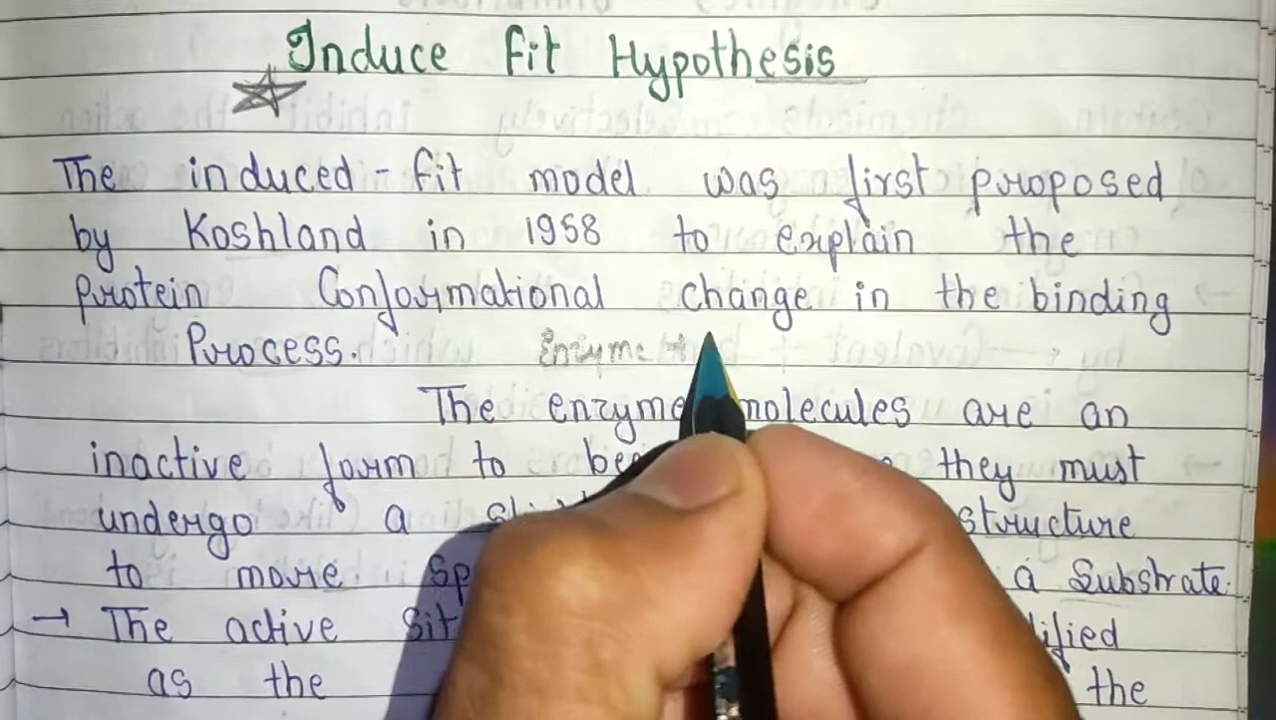 Induce Fit Hypothesis
The induced-fit model was first proposed
by Koshland in 1958 to explain the
protein Conformational change in the binding
Process. Enzyme +
The enzyme molecules are an
inactive form to they must
undergo a structure
to more a Substrate.
→ The active
as the the